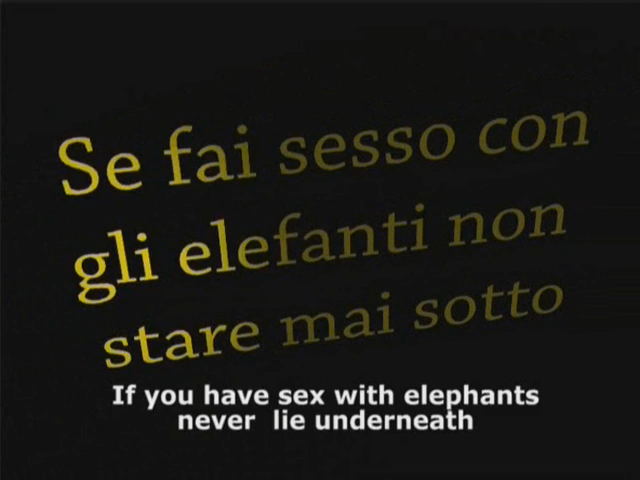 Se fai sesso con
gli elefanti non
stare mai sotto
If you have sex with elephants
never lie underneath